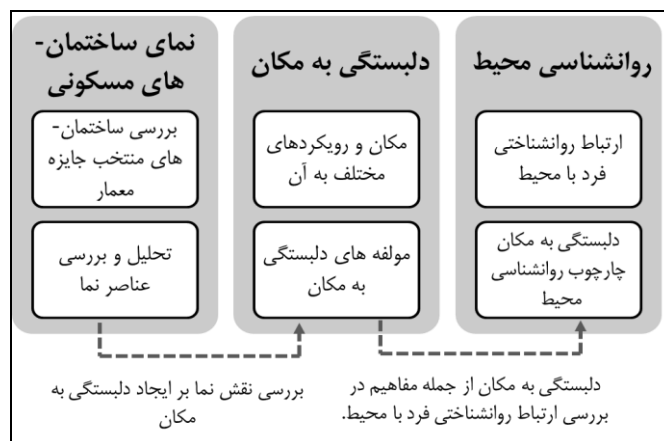 روانشناسی محیط
ارتباط روانشناختی
فرد با محیط
دلبستگی به مکان
چارچوب روانشناسی
محیط
دلبستگی به مکان
مکان و رویکردهای
مختلف به آن
مولفه های دلبستگی
به مکان
نمای ساختمان-
های مسکونی
بررسی ساختمان-
های منتخب جایزه
معمار
تحلیل و بررسی
عناصر نما
دلبستگی به مکان از جمله مفاهیم در
بررسی ارتباط روانشناختی فرد با محیط.
بررسی نقش نما بر ایجاد دلبستگی به
مکان